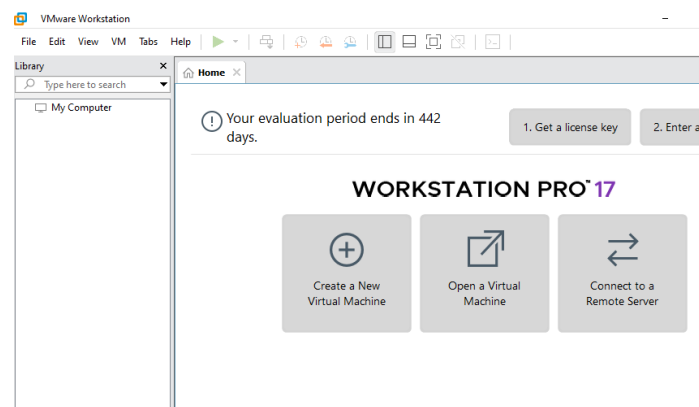 VMware Workstation
File Edit View VM Tabs Help
Library
Home
Type here to search
My Computer
Your evaluation period ends in 442
days.
1. Get a license key
2. Enter a
WORKSTATION PRO™ 17
Create a New
Virtual Machine
Open a Virtual
Machine
Connect to a
Remote Server